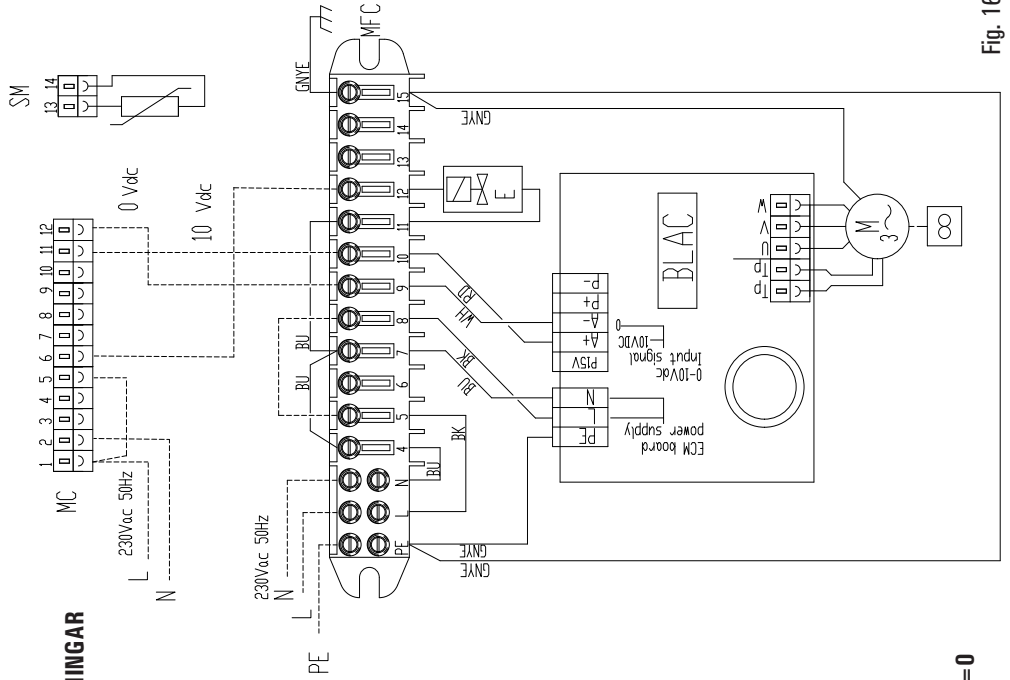 SM
13 14
MC
1 2 3 4 5 6 7 8 9 10 11 12
0 Vdc
10 Vdc
230Vac 50Hz
L
N
INGAR
230Vac 50Hz
N
L
PE
GNYE
MFC
BU
BU
PE L N 4 5 6 7 8 9 10 11 12 13 14 15
BU
BK
GNYE
GNYE
GNYE
BU
BK
WH
RD
E
PE L N
ECM board
power supply
P15V A+ A- P+ P-
10VDC 0
0-10Vdc
Input signal
BLAC
Tp Tp U V W
M
3~
8
Fig. 16
=0